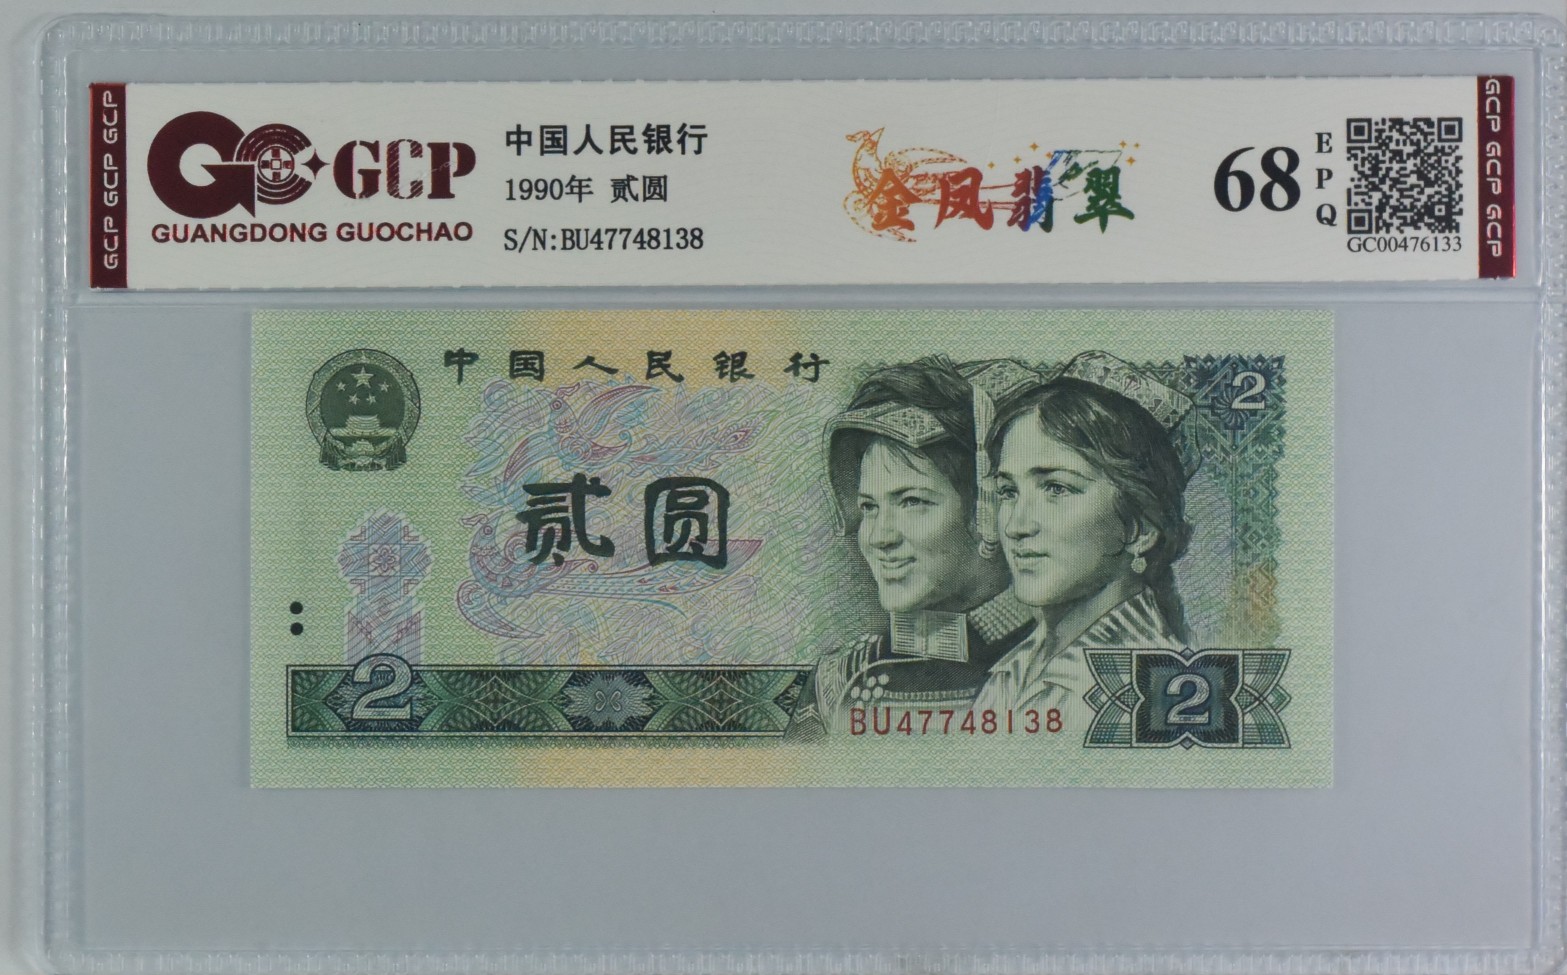 GCP GCP GCP
GCP
GUANGDONG GUOCHAO
中国人民银行
1990年 贰圆
S/N:BU47748138
金凤翡翠
68
EPQ
GC00476133
GCP GCP GCP
中国人民银行
2
贰圆
2
BU47748138
2